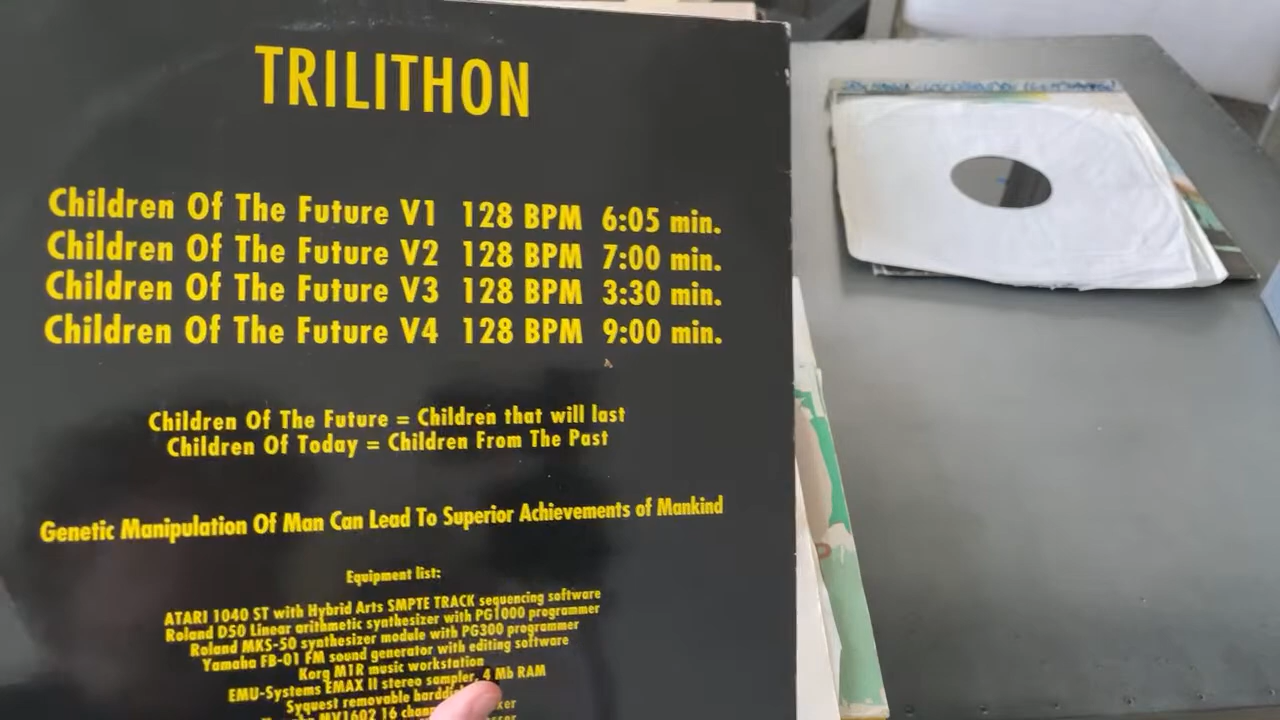 TRILITHON
Children Of The Future V1 128 BPM 6:05 min.
Children Of The Future V2 128 BPM 7:00 min.
Children Of The Future V3 128 BPM 3:30 min.
Children Of The Future V4 128 BPM 9:00 min.
Children Of The Future = Children that will last
Children Of Today = Children From The Past
Genetic Manipulation Of Man Can Lead To Superior Achievements of Mankind
Equipment list:
ATARI 1040 ST with Hybrid Arts SMPTE TRACK sequencing software
Roland D50 Linear arithmetic synthesizer with PG1000 programmer
Roland MKS-50 synthesizer module with PG300 programmer
Yamaha FB-01 FM sound generator with editing software
Korg M1R music workstation
EMU-Systems EMAX II stereo sampler, 4 Mb RAM
Syquest removable
MV1602 16